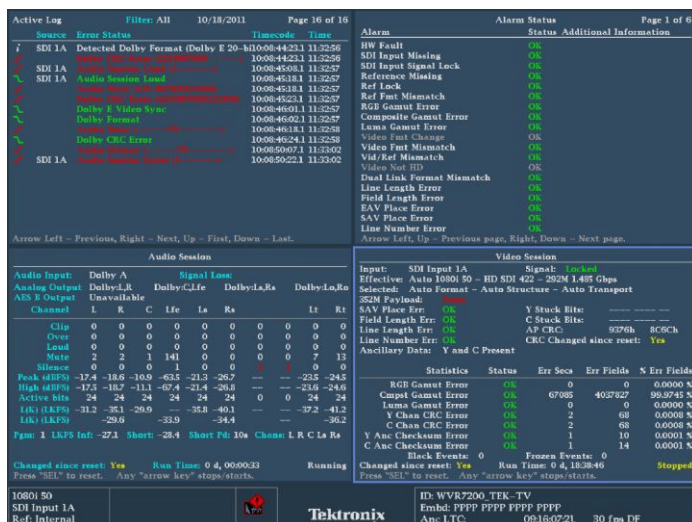 Active Log Filter: All 10/18/2011 Page 16 of 16
Source Error Status Timecode Time
i SDI 1A Detected Dolby Format (Dolby E 20-bi10:08:44:23.1 11:32:56
10:08:44:23.1 11:32:56
SDI 1A 10:08:45:08.1 11:32:57
SDI 1A Audio Session Loud 10:08:45:18.1 11:32:57
10:08:45:18.1 11:32:57
10:08:45:23.1 11:32:57
Dolby E Video Sync 10:08:46:01.1 11:32:57
Dolby Format 10:08:46:02.1 11:32:57
10:08:46:18.1 11:32:58
Dolby CRC Error 10:08:46:24.1 11:32:58
10:08:50:07.1 11:33:02
SDI 1A 10:08:50:22.1 11:33:02
Arrow Left - Previous, Right - Next, Up - First, Down - Last.
Alarm Status Page 1 of 6
Alarm Status Additional Information
HW Fault OK
SDI Input Missing OK
SDI Input Signal Lock OK
Reference Missing OK
Ref Lock OK
Ref Fmt Mismatch OK
RGB Gamut Error OK
Composite Gamut Error OK
Luma Gamut Error OK
Video Fmt Change OK
Video Fmt Mismatch OK
Vid/Ref Mismatch OK
Video Not HD OK
Dual Link Format Mismatch OK
Line Length Error OK
Field Length Error OK
EAV Place Error OK
SAV Place Error OK
Line Number Error OK
Arrow Left, Up - Previous page, Right, Down - Next page.
Audio Session
Audio Input: Dolby A Signal Loss:
Analog Output Dolby:L,R Dolby:C,Lfe Dolby:Ls,Rs Dolby:Lo,Ro
AES B Output Unavailable
Channel L R C Lfe Ls Rs Lt Rt
Clip 0 0 0 0 0 0 0 0 0 0
Over 0 0 0 0 0 0 0 0 0 0
Loud 0 0 0 0 0 0 0 0 0 0
Mute 2 2 1 141 0 0 0 0 7 13
Silence 0 0 0 1 0 0 0 0
Peak (dBFS) -17.4 -18.6 -10.9 -63.5 -21.3 -26.7 --- --- -23.5 -24.5
High (dBFS) -17.5 -18.7 -11.1 -67.4 -21.4 -26.8 --- --- -23.6 -24.6
Active bits 24 24 24 24 24 24 0 0 24 24
L(K) (LKFS) -31.2 -35.1 -29.9 --- -35.8 -40.1 --- -37.2 -41.2
L(K) (LKFS) -29.6 -33.9 -34.4 --- -36.2
Pgm: 1 LKFS Inf: -27.1 Short: -28.4 Short Pd: 10s Chans: L R C Ls Rs
Changed since reset: Yes Run Time: 0 d, 00:00:33 Running
Press "SEL" to reset. Any "arrow key" stops/starts.
Video Session
Input: SDI Input 1A Signal: Locked
Effective: Auto 1080i 50 - HD SDI 422 - 292M 1.485 Gbps
Selected: Auto Format - Auto Structure - Auto Transport
352M Payload:
SAV Place Err: OK Y Stuck Bits: ---- ---- --
Field Length Err: OK C Stuck Bits: ---- ---- --
Line Length Err: OK AP CRC: 9376h 8C6Ch
Line Number Err: OK CRC Changed since reset: Yes
Ancillary Data: Y and C Present
Statistics Status Err Secs Err Fields % Err Fields
RGB Gamut Error OK 0 0 0.0000 %
Cmpst Gamut Error OK 67085 4037827 99.9745 %
Luma Gamut Error OK 0 0 0.0000 %
Y Chan CRC Error OK 2 68 0.0008 %
C Chan CRC Error OK 2 68 0.0008 %
Y Anc Checksum Error OK 1 10 0.0001 %
C Anc Checksum Error OK 1 14 0.0001 %
Black Events: 0 Frozen Events: 0
Changed since reset: Yes Run Time: 0 d, 18:38:46 Stopped
Press "SEL" to reset. Any "arrow key" stops/starts.
1080i 50
SDI Input 1A
Ref: Internal
Tektronix
ID: WVR7200_TEK-TV
Embd: PPPP PPPP PPPP PPPP
Anc LTC: 09:16:07:21 30 fps DF